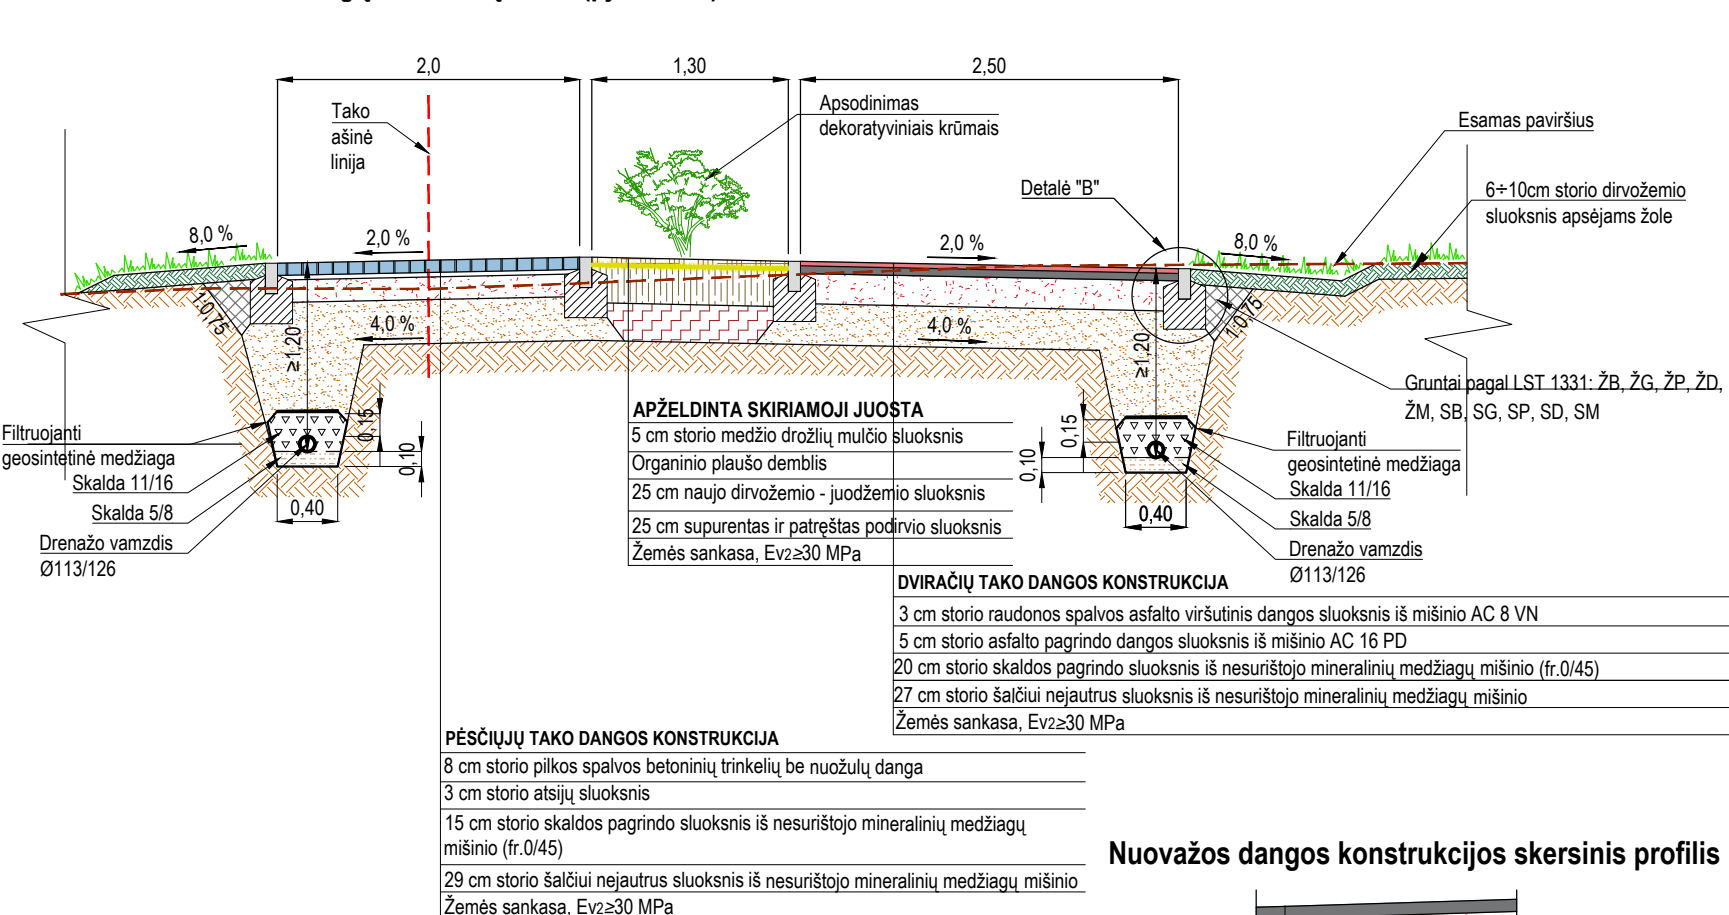 2,0
1,30
2,50
Tako
ašinė
linija
Apsodinimas
dekoratyviniais krūmais
Esamas paviršius
Detalė "B"
6÷10cm storio dirvožemio
sluoksnis apsėjams žole
8,0 %
2,0 %
2,0 %
8,0 %
1:0,75
1:0,75
≥1,20
4,0 %
4,0 %
≥1,20
Gruntai pagal LST 1331: ŽB, ŽG, ŽP, ŽD,
ŽM, SB, SG, SP, SD, SM
Filtruojanti
geosintetinė medžiaga
Skalda 11/16
Skalda 5/8
Drenažo vamzdis
Ø113/126
0,15
0,10
0,40
APŽELDINTA SKIRIAMOJI JUOSTA
5 cm storio medžio drožlių mulčio sluoksnis
Organinio plaušo demblis
25 cm naujo dirvožemio - juodžemio sluoksnis
25 cm supurentas ir patręštas podirvio sluoksnis
Žemės sankasa, Ev2≥30 MPa
0,15
0,10
0,40
Filtruojanti
geosintetinė medžiaga
Skalda 11/16
Skalda 5/8
Drenažo vamzdis
Ø113/126
DVIRAČIŲ TAKO DANGOS KONSTRUKCIJA
3 cm storio raudonos spalvos asfalto viršutinis dangos sluoksnis iš mišinio AC 8 VN
5 cm storio asfalto pagrindo dangos sluoksnis iš mišinio AC 16 PD
20 cm storio skaldos pagrindo sluoksnis iš nesurištojo mineralinių medžiagų mišinio (fr.0/45)
27 cm storio šalčiui nejautrus sluoksnis iš nesurištojo mineralinių medžiagų mišinio
Žemės sankasa, Ev2≥30 MPa
PĖSČIŲJŲ TAKO DANGOS KONSTRUKCIJA
8 cm storio pilkos spalvos betoninių trinkelių be nuožulų danga
3 cm storio atsijų sluoksnis
15 cm storio skaldos pagrindo sluoksnis iš nesurištojo mineralinių medžiagų
mišinio (fr.0/45)
29 cm storio šalčiui nejautrus sluoksnis iš nesurištojo mineralinių medžiagų mišinio
Žemės sankasa, Ev2≥30 MPa
Nuovažos dangos konstrukcijos skersinis profilis